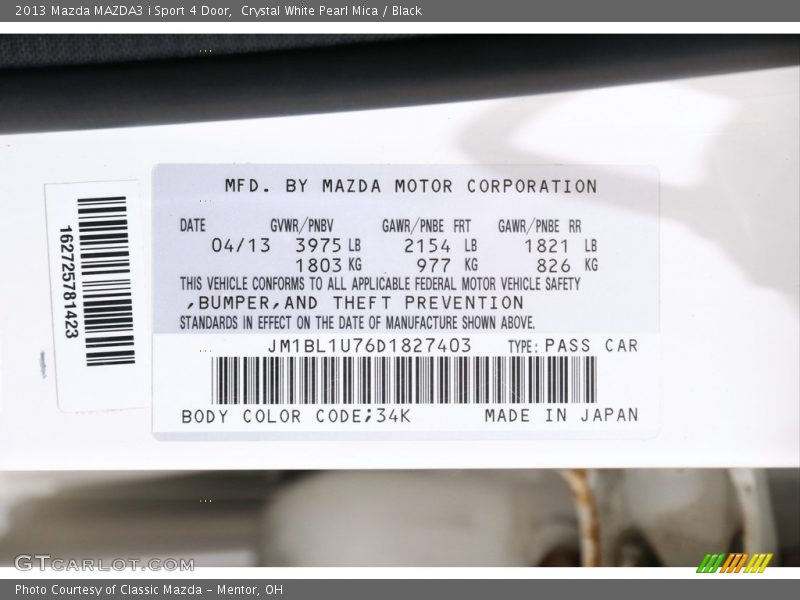 2013 Mazda MAZDA3 i Sport 4 Door, Crystal White Pearl Mica / Black
162725781423
MFD. BY MAZDA MOTOR CORPORATION
DATE GVWR/PNBV GAWR/PNBE FRT GAWR/PNBE RR
04/13 3975 LB 2154 LB 1821 LB
1803 KG 977 KG 826 KG
THIS VEHICLE CONFORMS TO ALL APPLICABLE FEDERAL MOTOR VEHICLE SAFETY
,BUMPER,AND THEFT PREVENTION
STANDARDS IN EFFECT ON THE DATE OF MANUFACTURE SHOWN ABOVE.
JM1BL1U76D1827403 TYPE: PASS CAR
BODY COLOR CODE;34K MADE IN JAPAN
GTCARLOT.COM
Photo Courtesy of Classic Mazda - Mentor, OH